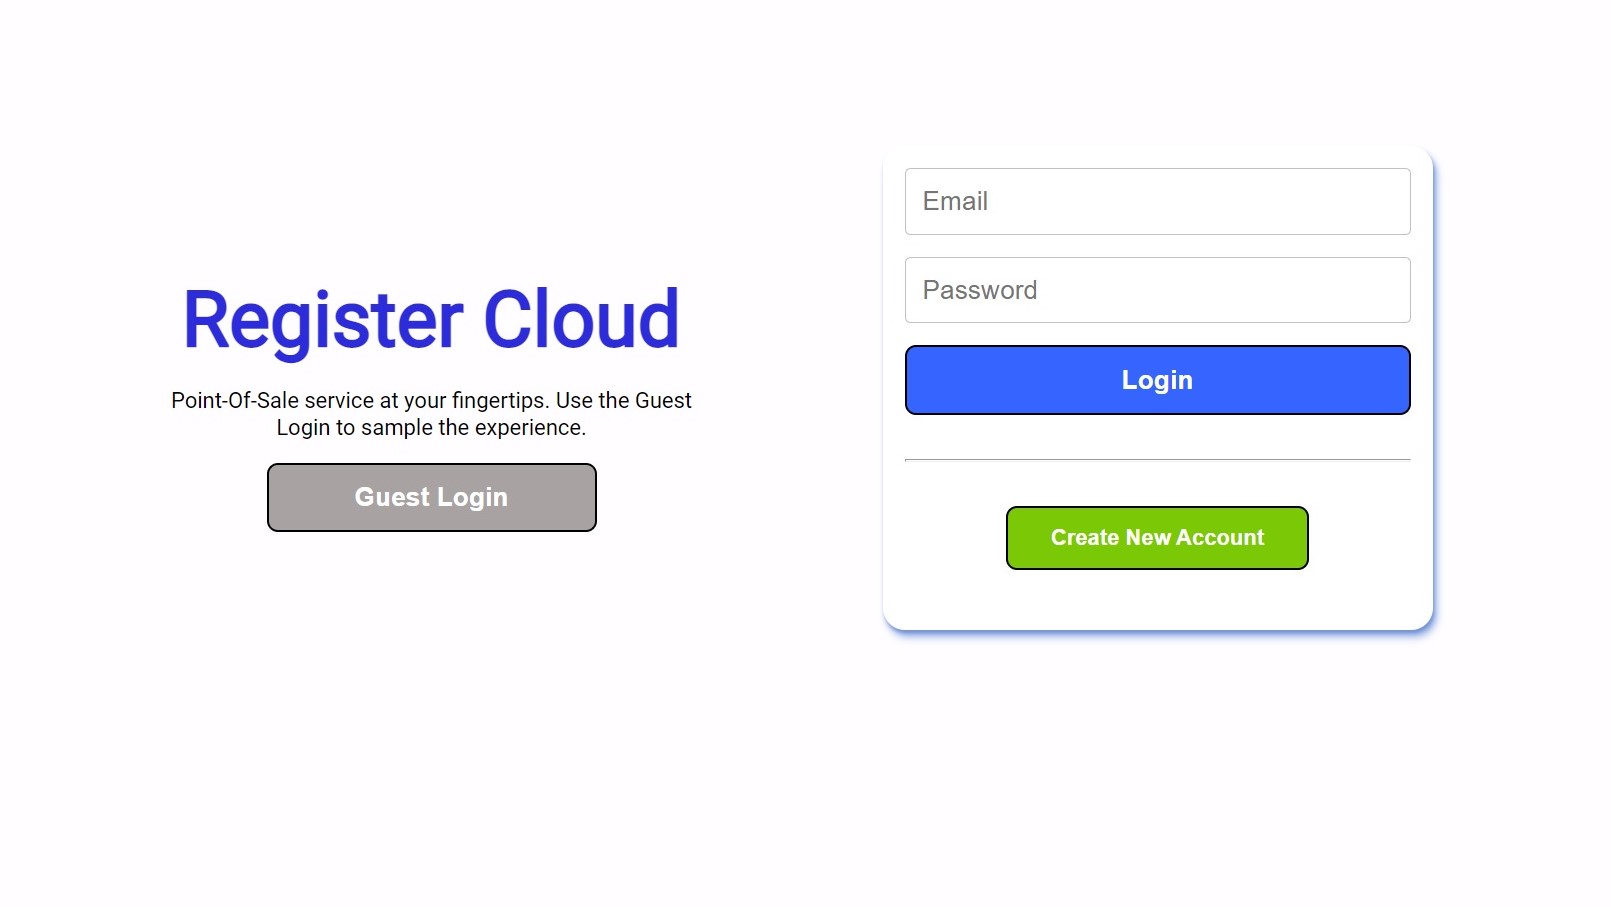 Register Cloud
Point-Of-Sale service at your fingertips. Use the Guest
Login to sample the experience.
Guest Login
Email
Password
Login
Create New Account